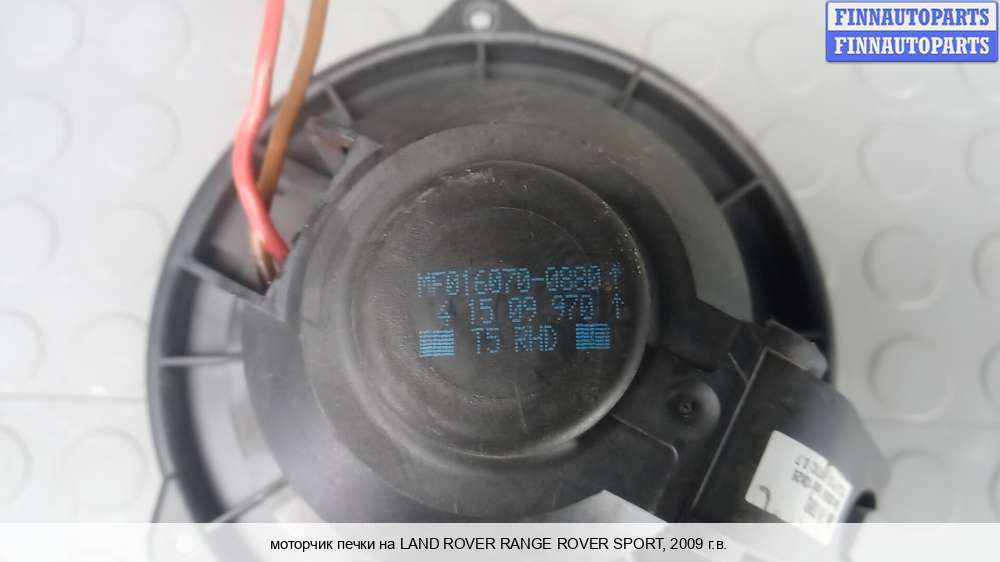 FINNAUTOPARTS
FINNAUTOPARTS
MF016070-0880↑
4 15 09 970↑
T5 RHD
моторчик печки на LAND ROVER RANGE ROVER SPORT, 2009 г.в.